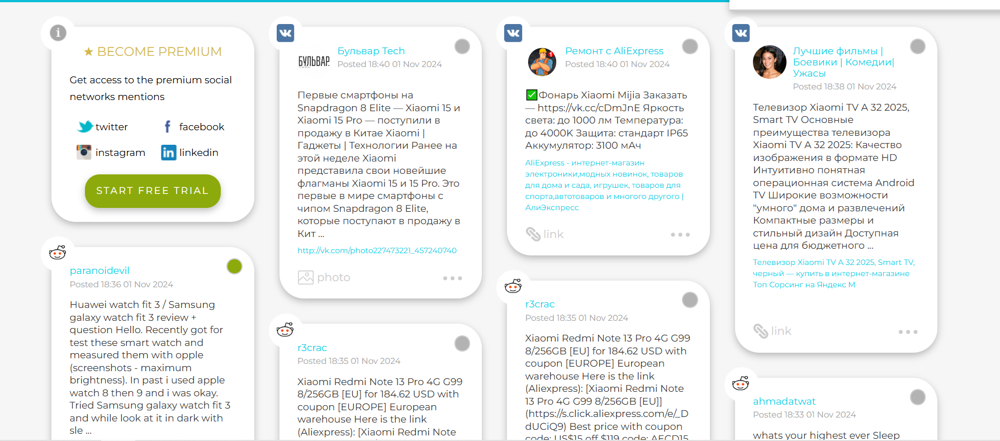 ★ BECOME PREMIUM
Get access to the premium social
networks mentions
twitter
facebook
instagram
linkedin
START FREE TRIAL
paranoidevil
Posted 18:36 01 Nov 2024
Huawei watch fit 3 / Samsung
galaxy watch fit 3 review +
question Hello. Recently got for
test these smart watch and
measured them with opple
(screenshots - maximum
brightness). In past i used apple
watch 8 then 9 and i was okay.
Tried Samsung galaxy watch fit 3
and while look at it in dark with
sle ...
БУЛЬВАР.
Бульвар Tech
Posted 18:40 01 Nov 2024
Первые смартфоны на
Snapdragon 8 Elite — Xiaomi 15 и
Xiaomi 15 Pro — поступили в
продажу в Китае Xiaomi |
Гаджеты | Технологии Ранее на
этой неделе Xiaomi
представила свои новейшие
флагманы Xiaomi 15 и 15 Pro. Это
первые в мире смартфоны с
чипом Snapdragon 8 Elite,
которые поступают в продажу в
Кит ...
http://vk.com/photo227473221_457240740
photo
r3crac
Posted 18:35 01 Nov 2024
Xiaomi Redmi Note 13 Pro 4G G99
8/256GB [EU] for 184.62 USD with
coupon [EUROPE] European
warehouse Here is the link
(Aliexpress): [Xiaomi Redmi Note
Ремонт с AliExpress
Posted 18:40 01 Nov 2024
✅Фонарь Xiaomi Mijia Заказать
— https://vk.cc/cDmJnE Яркость
света: до 1000 лм Температура:
до 4000K Защита: стандарт IP65
Аккумулятор: 3100 мАч
AliExpress - интернет-магазин
электроники,модных новинок, товаров
для дома и сада, игрушек, товаров для
спорта,автотоваров и многого другого |
АлиЭкспресс
link
r3crac
Posted 18:35 01 Nov 2024
Xiaomi Redmi Note 13 Pro 4G G99
8/256GB [EU] for 184.62 USD with
coupon [EUROPE] European
warehouse Here is the link
(Aliexpress): [Xiaomi Redmi Note
13 Pro 4G G99 8/256GB [EU]]
(https://s.click.aliexpress.com/e/_D
dUCiQ9) Best price with coupon
code: US$15 off $119 code: AECD15
Лучшие фильмы |
Боевики | Комедии|
Ужасы
Posted 18:38 01 Nov 2024
Телевизор Xiaomi TV A 32 2025,
Smart TV Основные
преимущества телевизора
Xiaomi TV A 32 2025: Качество
изображения в формате HD
Интуитивно понятная
операционная система Android
TV Широкие возможности
"умного" дома и развлечений
Компактные размеры и
стильный дизайн Доступная
цена для бюджетного ...
Телевизор Xiaomi TV A 32 2025, Smart TV,
черный — купить в интернет-магазине
Топ Сорсинг на Яндекс М
link
ahmadatwat
Posted 18:33 01 Nov 2024
whats your highest ever Sleep